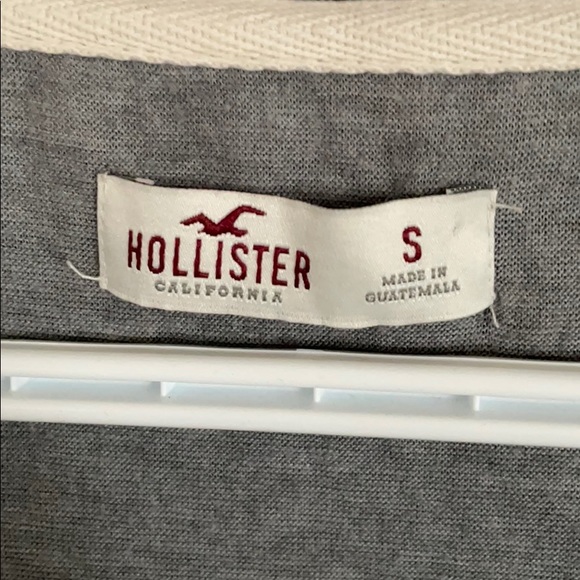 HOLLISTER
CALIFORNIA
S
MADE IN
GUATEMALA